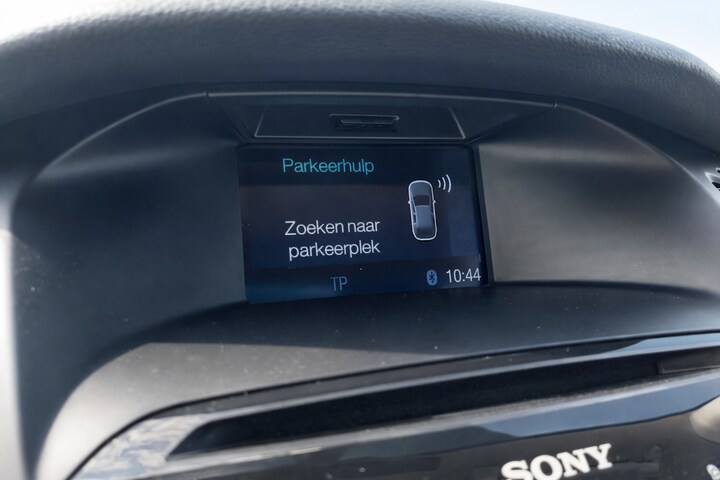 Parkeerhulp
Zoeken naar
parkeerplek
TP
10:44
SONY